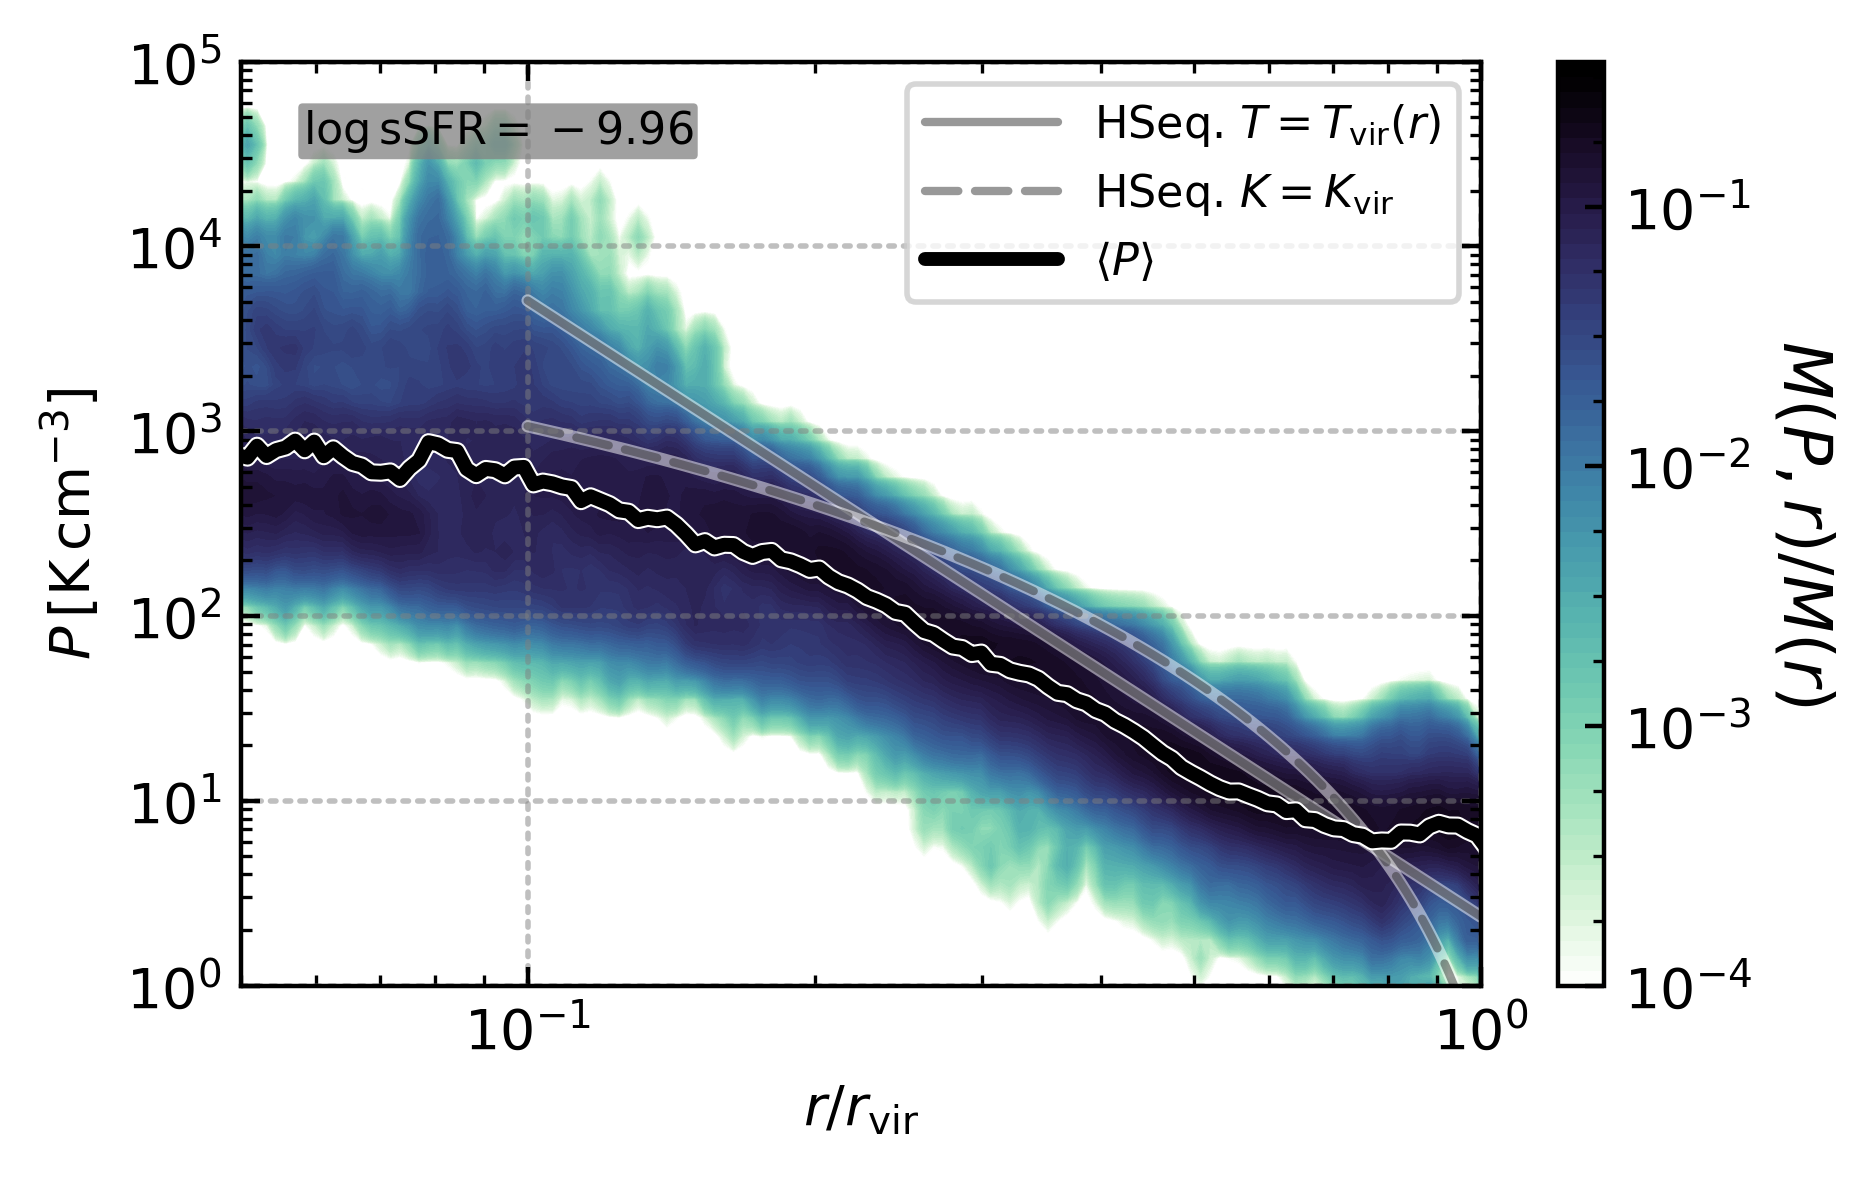 log sSFR = − 9.96
HSeq. T = T_vir(r)
HSeq. K = K_vir
⟨P⟩
10^5
10^4
10^3
10^2
10^1
10^0
P [K cm^−3]
10^−1
10^0
r/r_vir
10^−1
10^−2
10^−3
10^−4
M(P, r)/M(r)